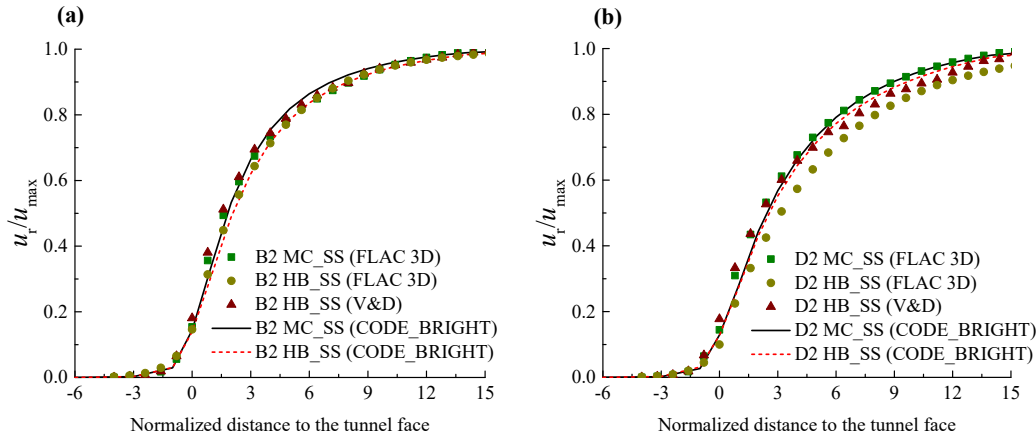 (a)
1.0
0.8
0.6
0.4
0.2
0.0
u_r/u_max
B2 MC_SS (FLAC 3D)
B2 HB_SS (FLAC 3D)
B2 HB_SS (V&D)
B2 MC_SS (CODE_BRIGHT)
B2 HB_SS (CODE_BRIGHT)
-6 -3 0 3 6 9 12 15
Normalized distance to the tunnel face
(b)
1.0
0.8
0.6
0.4
0.2
0.0
u_r/u_max
D2 MC_SS (FLAC 3D)
D2 HB_SS (FLAC 3D)
D2 HB_SS (V&D)
D2 MC_SS (CODE_BRIGHT)
D2 HB_SS (CODE_BRIGHT)
-6 -3 0 3 6 9 12 15
Normalized distance to the tunnel face